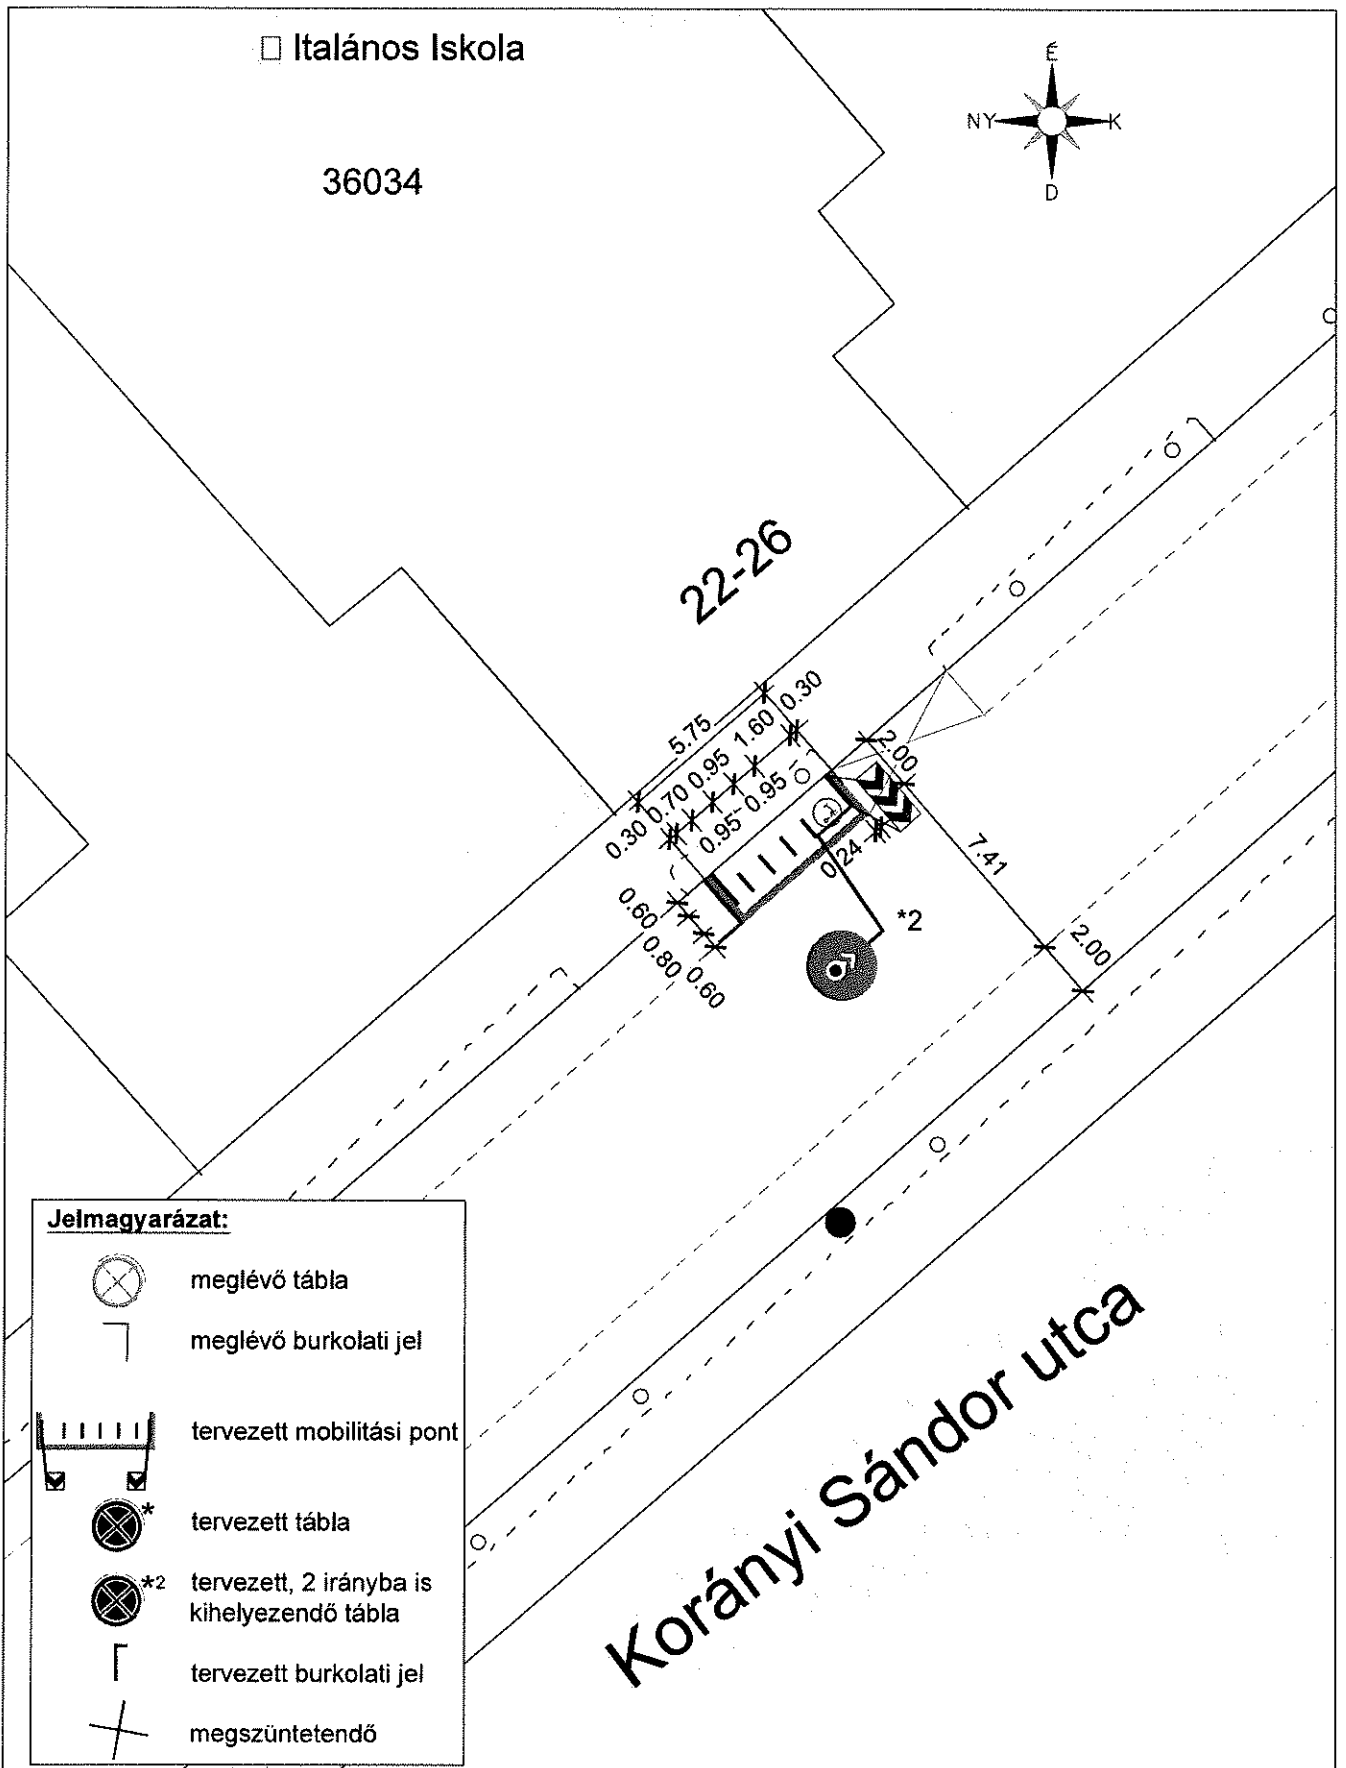 □ Italános Iskola
36034
É
NY
K
D
22-26
5.75
0.30
1.60
0.95
0.70
0.30
0.95
0.95
2.00
0.24
7.41
2.00
0.60
0.80
0.60
*2
Korányi Sándor utca
Jelmagyarázat:
meglévő tábla
meglévő burkolati jel
tervezett mobilitási pont
* tervezett tábla
*2 tervezett, 2 irányba is
kihelyezendő tábla
tervezett burkolati jel
megszüntetendő